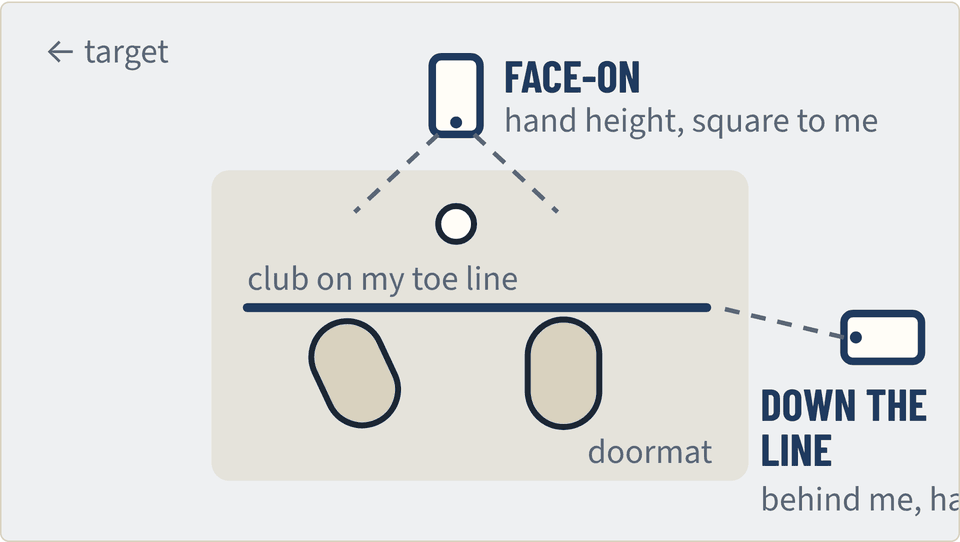 ← target
FACE-ON
hand height, square to me
club on my toe line
doormat
DOWN THE
LINE
behind me,